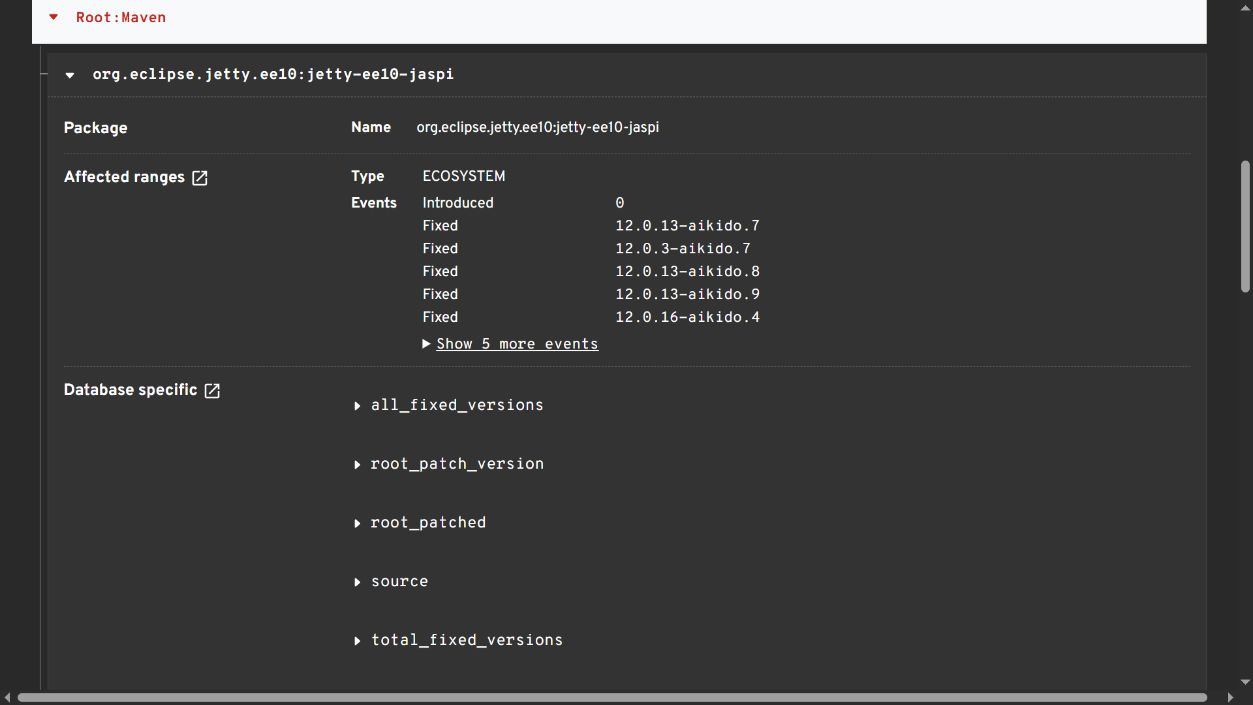 Root:Maven
org.eclipse.jetty.ee10:jetty-ee10-jaspi
Package Name org.eclipse.jetty.ee10:jetty-ee10-jaspi
Affected ranges Type ECOSYSTEM
Events Introduced 0
Fixed 12.0.13-aikido.7
Fixed 12.0.3-aikido.7
Fixed 12.0.13-aikido.8
Fixed 12.0.13-aikido.9
Fixed 12.0.16-aikido.4
Show 5 more events
Database specific
all_fixed_versions
root_patch_version
root_patched
source
total_fixed_versions